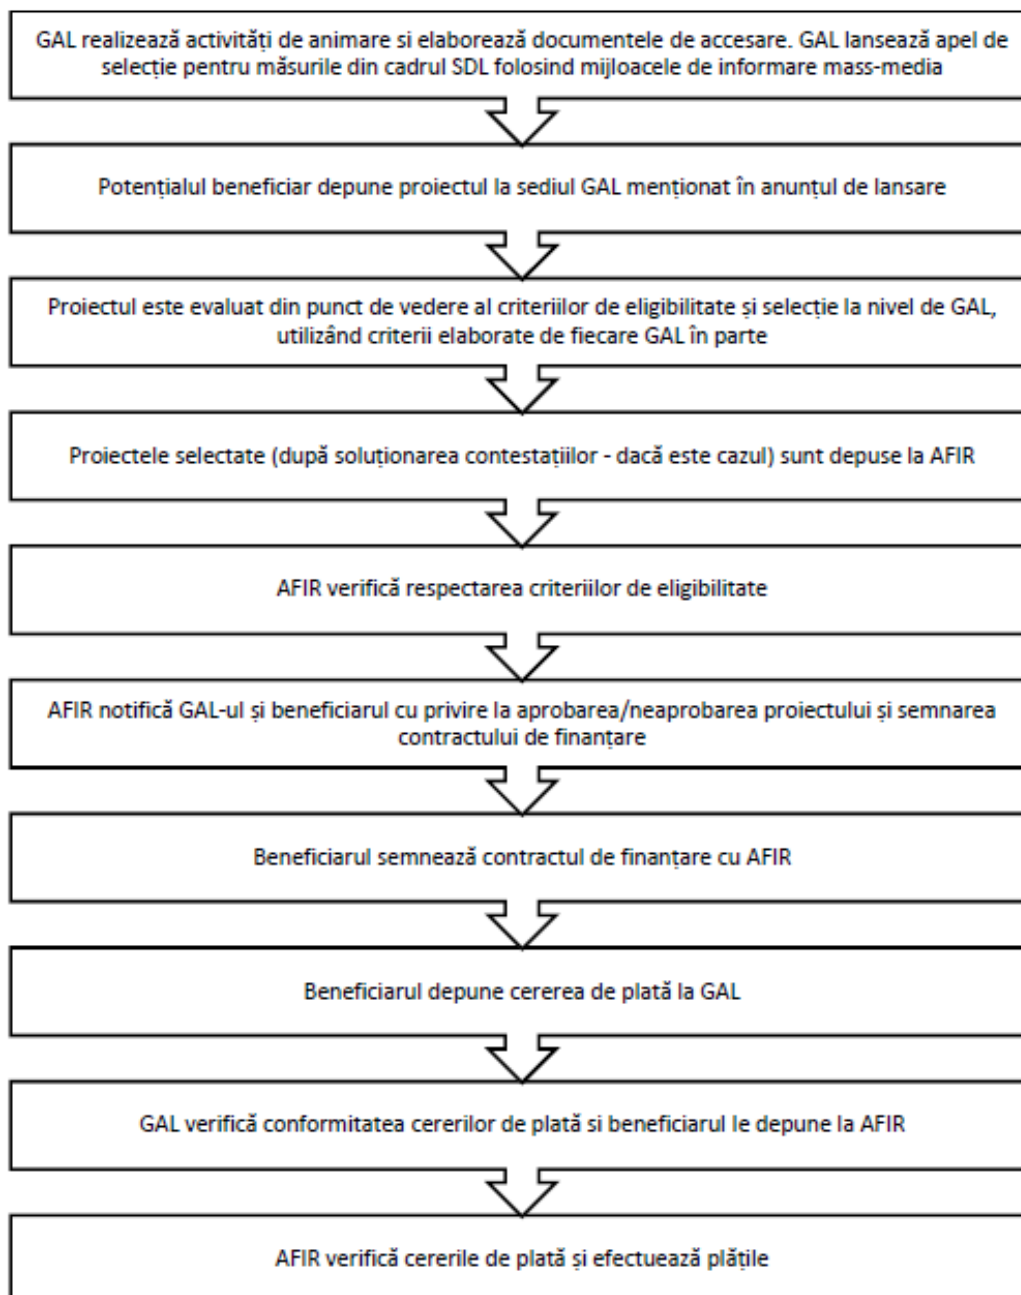 GAL realizează activități de animare si elaborează documentele de accesare. GAL lansează apel de
selecție pentru măsurile din cadrul SDL folosind mijloacele de informare mass-media
Potențialul beneficiar depune proiectul la sediul GAL menționat în anunțul de lansare
Proiectul este evaluat din punct de vedere al criteriilor de eligibilitate și selecție la nivel de GAL,
utilizând criterii elaborate de fiecare GAL în parte
Proiectele selectate (după soluționarea contestațiilor - dacă este cazul) sunt depuse la AFIR
AFIR verifică respectarea criteriilor de eligibilitate
AFIR notifică GAL-ul și beneficiarul cu privire la aprobarea/neaprobarea proiectului și semnarea
contractului de finanțare
Beneficiarul semnează contractul de finanțare cu AFIR
Beneficiarul depune cererea de plată la GAL
GAL verifică conformitatea cererilor de plată si beneficiarul le depune la AFIR
AFIR verifică cererile de plată și efectuează plățile